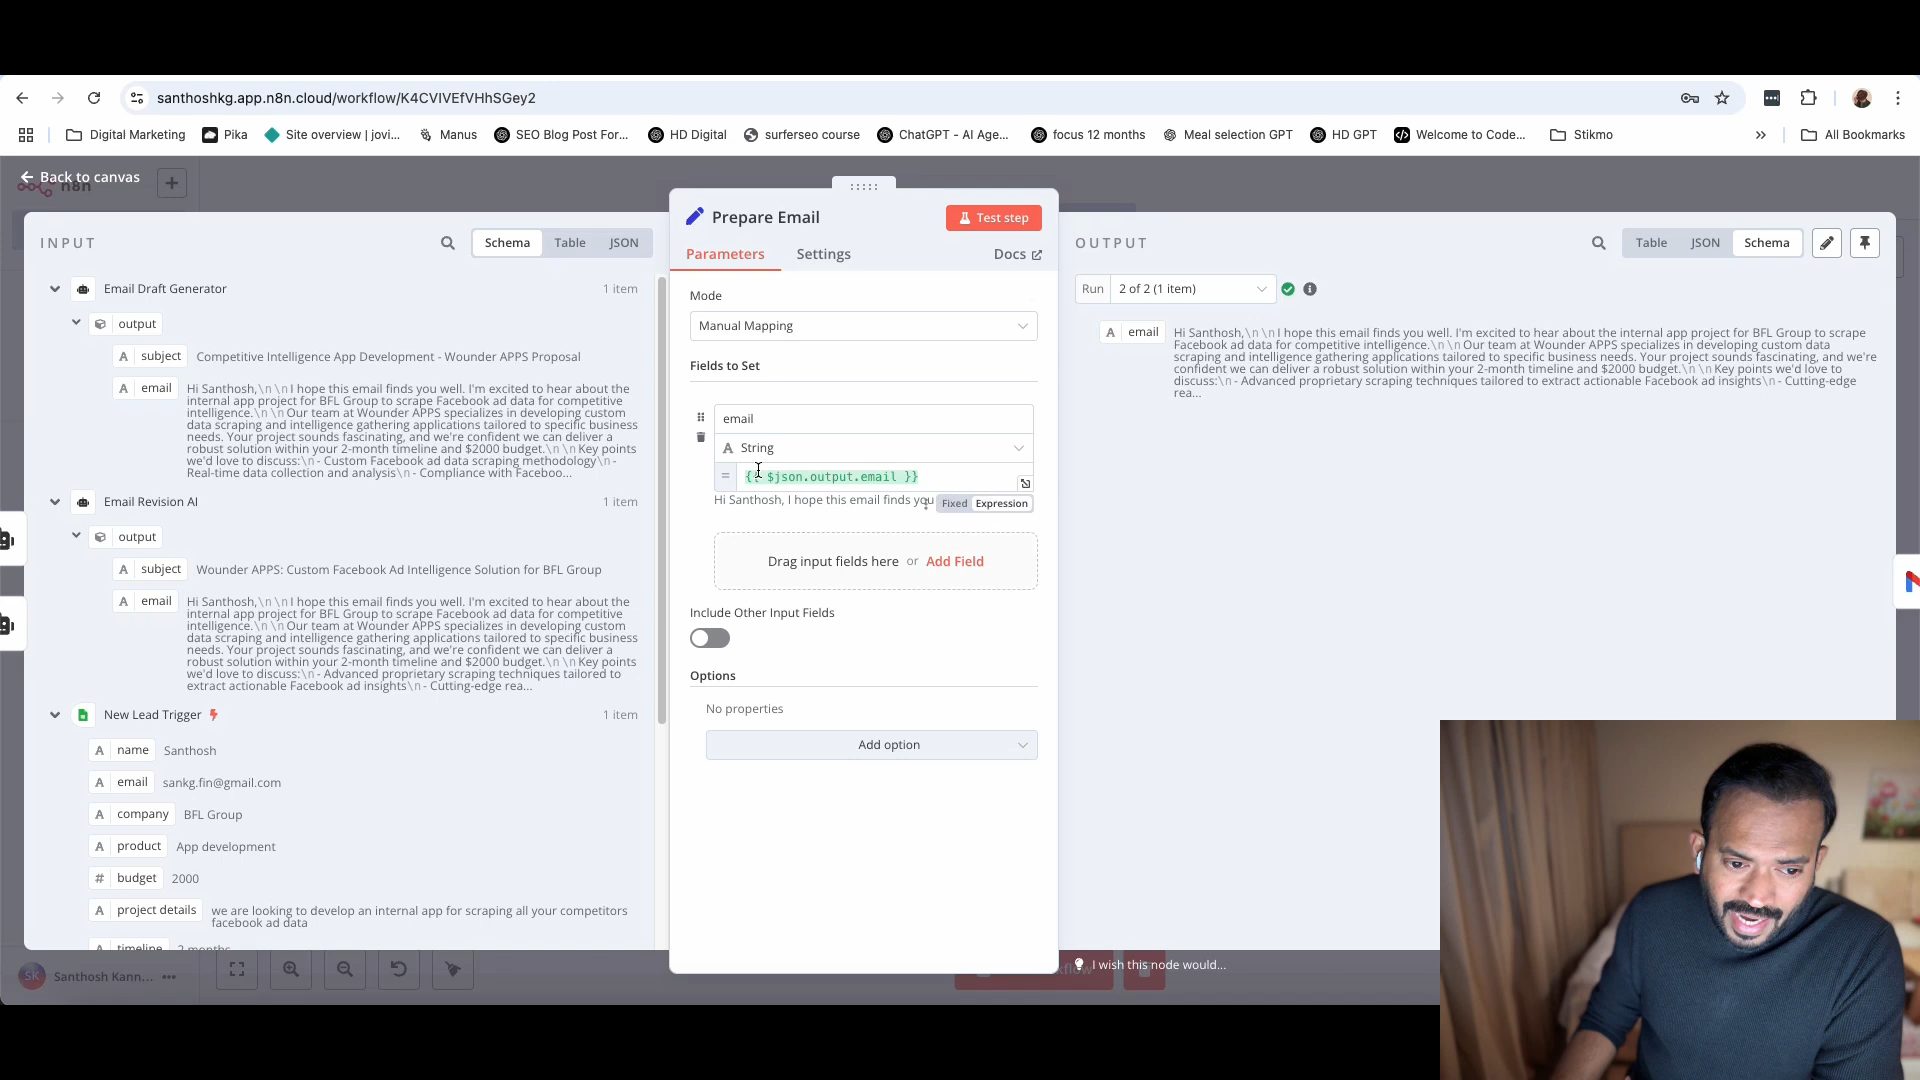 santhoshkg.app.n8n.cloud/workflow/K4CVIVEfVHhSGey2
Digital Marketing
Pika
Site overview | jovi...
Manus
SEO Blog Post For...
HD Digital
surferseo course
ChatGPT - AI Age...
focus 12 months
Meal selection GPT
HD GPT
Welcome to Code...
Stikmo
All Bookmarks
Back to canvas
n8n
INPUT
Schema
Table
JSON
Email Draft Generator
1 item
output
A subject Competitive Intelligence App Development - Wounder APPS Proposal
A email Hi Santhosh,\n\nI hope this email finds you well. I'm excited to hear about the
internal app project for BFL Group to scrape Facebook ad data for competitive
intelligence.\n\nOur team at Wounder APPS specializes in developing custom
data scraping and intelligence gathering applications tailored to specific business
needs. Your project sounds fascinating, and we're confident we can deliver a
robust solution within your 2-month timeline and $2000 budget.\n\nKey points
we'd love to discuss:\n- Custom Facebook ad data scraping methodology\n-
Real-time data collection and analysis\n- Compliance with Faceboo...
Email Revision AI
1 item
output
A subject Wounder APPS: Custom Facebook Ad Intelligence Solution for BFL Group
A email Hi Santhosh,\n\nI hope this email finds you well. I'm excited to hear about the
internal app project for BFL Group to scrape Facebook ad data for competitive
intelligence.\n\nOur team at Wounder APPS specializes in developing custom
data scraping and intelligence gathering applications tailored to specific business
needs. Your project sounds fascinating, and we're confident we can deliver a
robust solution within your 2-month timeline and $2000 budget.\n\nKey points
we'd love to discuss:\n- Advanced proprietary scraping techniques tailored to
extract actionable Facebook ad insights\n- Cutting-edge rea...
New Lead Trigger
1 item
A name Santhosh
A email sankg.fin@gmail.com
A company BFL Group
A product App development
# budget 2000
A project details we are looking to develop an internal app for scraping all your competitors
facebook ad data
A timeline 2 months
SK Santhosh Kann...
Prepare Email
Test step
Parameters
Settings
Docs
Mode
Manual Mapping
Fields to Set
email
A String
= {{ $json.output.email }}
Hi Santhosh, I hope this email finds you
Fixed
Expression
Drag input fields here or Add Field
Include Other Input Fields
Options
No properties
Add option
OUTPUT
Table
JSON
Schema
Run
2 of 2 (1 item)
A email Hi Santhosh,\n\nI hope this email finds you well. I'm excited to hear about the internal app project for BFL Group to scrape
Facebook ad data for competitive intelligence.\n\nOur team at Wounder APPS specializes in developing custom data
scraping and intelligence gathering applications tailored to specific business needs. Your project sounds fascinating, and we're
confident we can deliver a robust solution within your 2-month timeline and $2000 budget.\n\nKey points we'd love to
discuss:\n- Advanced proprietary scraping techniques tailored to extract actionable Facebook ad insights\n- Cutting-edge
rea...
I wish this node would...